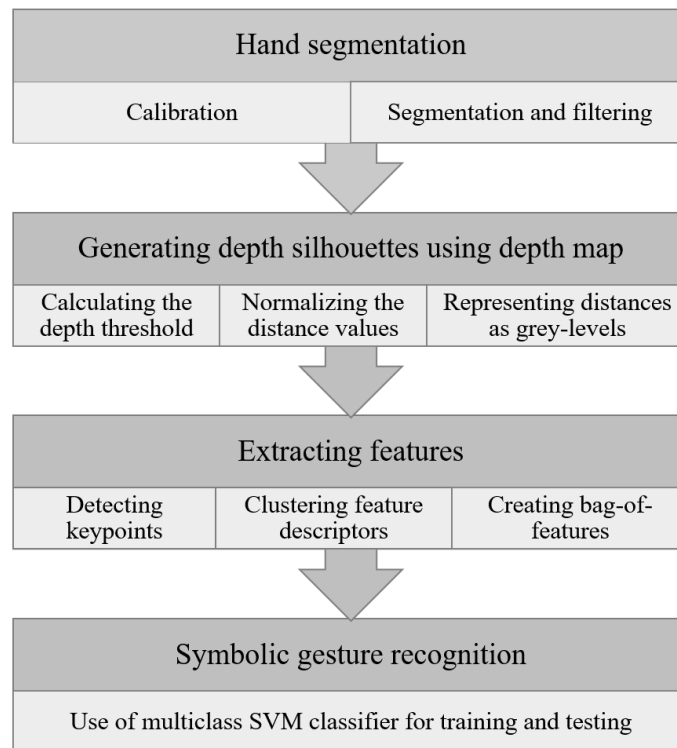 Hand segmentation
Calibration
Segmentation and filtering
Generating depth silhouettes using depth map
Calculating the
depth threshold
Normalizing the
distance values
Representing distances
as grey-levels
Extracting features
Detecting
keypoints
Clustering feature
descriptors
Creating bag-of-
features
Symbolic gesture recognition
Use of multiclass SVM classifier for training and testing